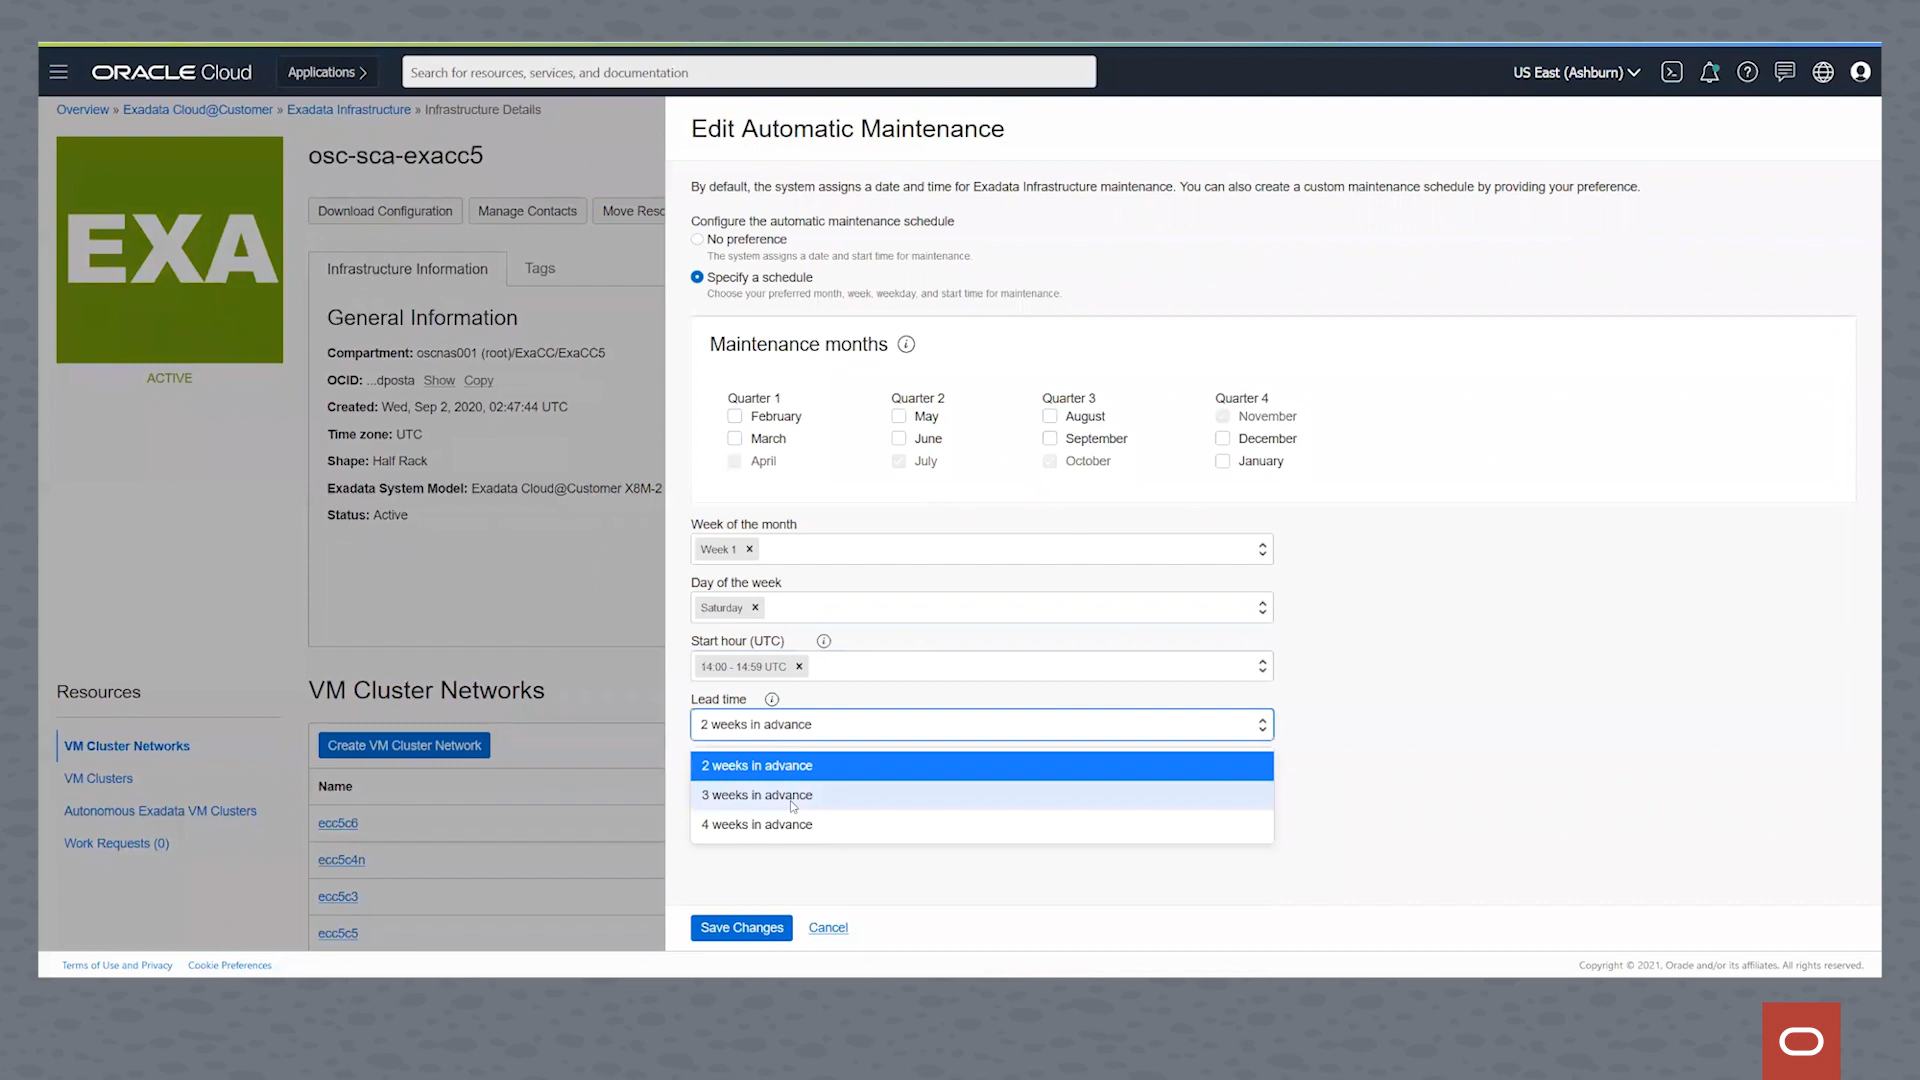 ORACLE Cloud
Applications
Search for resources, services, and documentation
US East (Ashburn)
Overview » Exadata Cloud@Customer » Exadata Infrastructure » Infrastructure Details
EXA
ACTIVE
osc-sca-exacc5
Download Configuration
Manage Contacts
Move Reso
Infrastructure Information
Tags
General Information
Compartment: oscnas001 (root)/ExaCC/ExaCC5
OCID: ...dposta Show Copy
Created: Wed, Sep 2, 2020, 02:47:44 UTC
Time zone: UTC
Shape: Half Rack
Exadata System Model: Exadata Cloud@Customer X8M-2
Status: Active
Resources
VM Cluster Networks
VM Clusters
Autonomous Exadata VM Clusters
Work Requests (0)
VM Cluster Networks
Create VM Cluster Network
Name
ecc5c6
ecc5c4n
ecc5c3
ecc5c5
Edit Automatic Maintenance
By default, the system assigns a date and time for Exadata Infrastructure maintenance. You can also create a custom maintenance schedule by providing your preference.
Configure the automatic maintenance schedule
No preference
The system assigns a date and start time for maintenance.
Specify a schedule
Choose your preferred month, week, weekday, and start time for maintenance.
Maintenance months
Quarter 1
February
March
April
Quarter 2
May
June
July
Quarter 3
August
September
October
Quarter 4
November
December
January
Week of the month
Week 1 ×
Day of the week
Saturday ×
Start hour (UTC)
14:00 - 14:59 UTC ×
Lead time
2 weeks in advance
2 weeks in advance
3 weeks in advance
4 weeks in advance
Save Changes
Cancel
Terms of Use and Privacy
Cookie Preferences
Copyright © 2021, Oracle and/or its affiliates. All rights reserved.